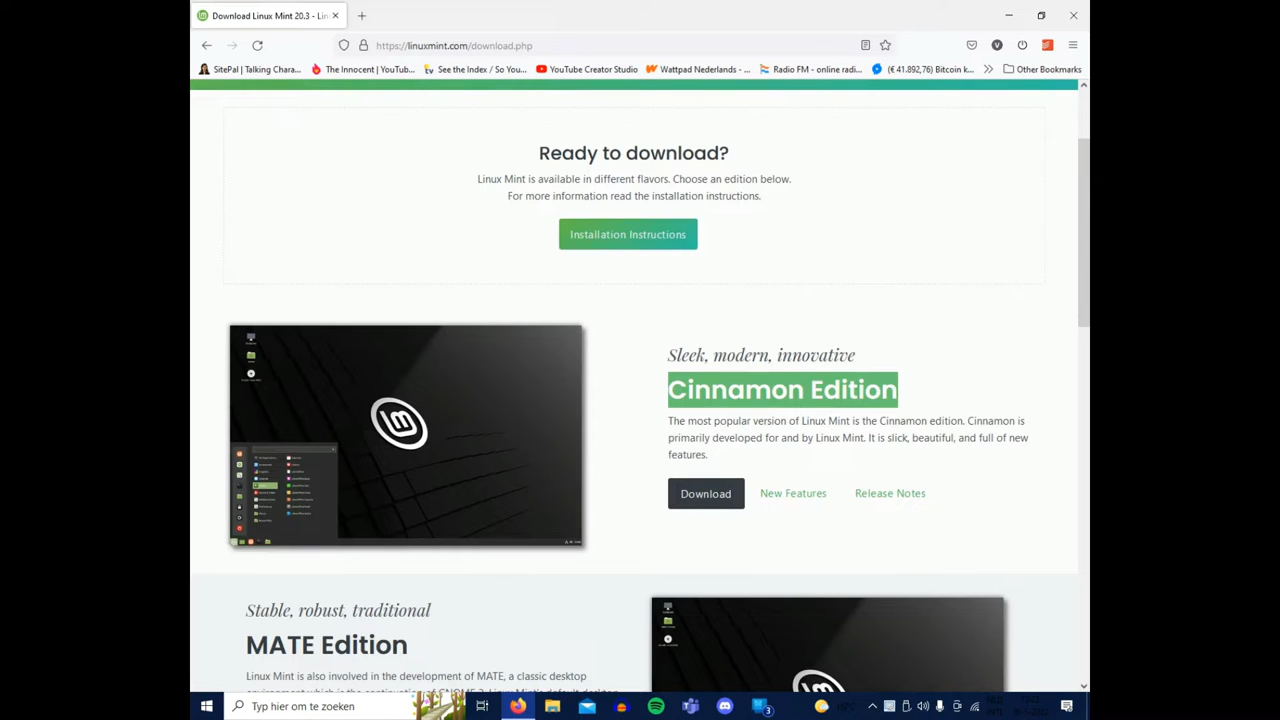 Download Linux Mint 20.3 - Lin
https://linuxmint.com/download.php
SitePal | Talking Chara...
The Innocent | YouTub...
See the Index / So You...
YouTube Creator Studio
Wattpad Nederlands - ...
Radio FM - online radi...
(€ 41.892,76) Bitcoin k...
Other Bookmarks
Ready to download?
Linux Mint is available in different flavors. Choose an edition below.
For more information read the installation instructions.
Installation Instructions
Sleek, modern, innovative
Cinnamon Edition
The most popular version of Linux Mint is the Cinnamon edition. Cinnamon is
primarily developed for and by Linux Mint. It is slick, beautiful, and full of new
features.
Download New Features Release Notes
Stable, robust, traditional
MATE Edition
Linux Mint is also involved in the development of MATE, a classic desktop
Typ hier om te zoeken